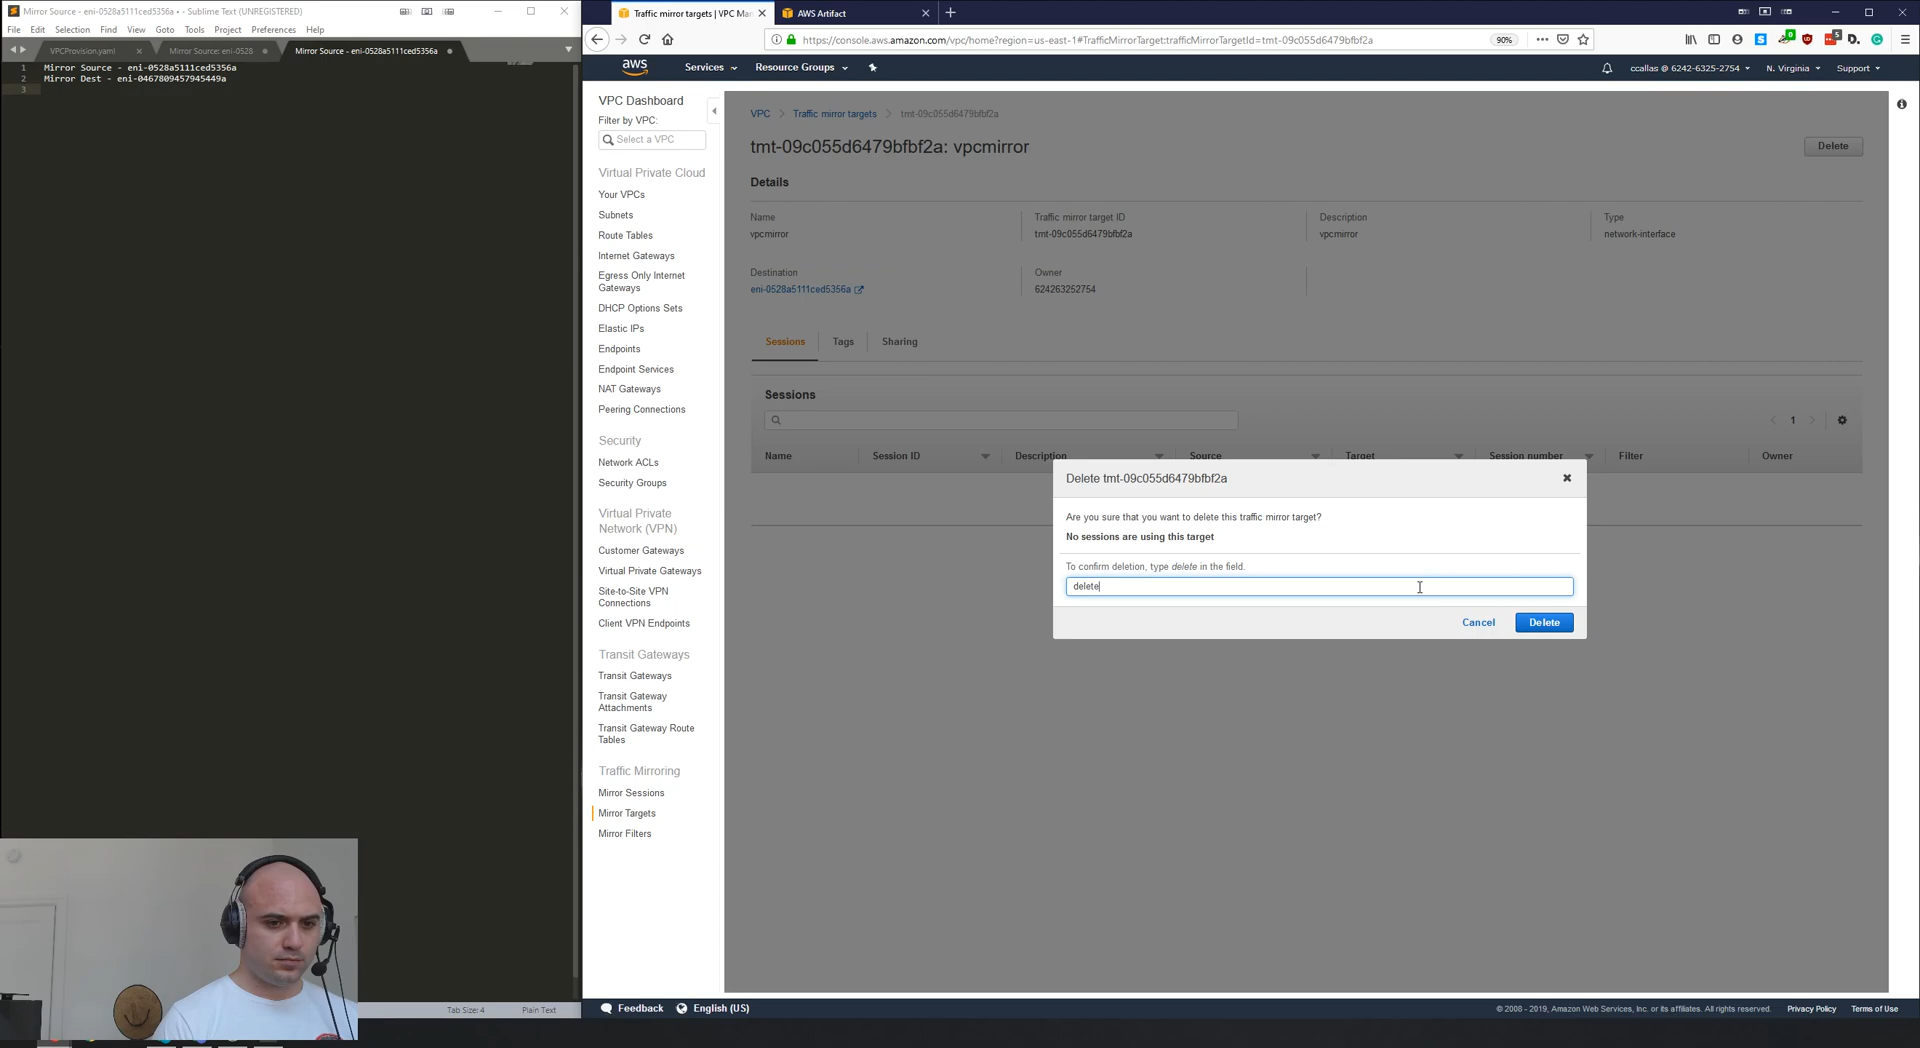 Mirror Source - eni-0528a5111ced5356a • - Sublime Text (UNREGISTERED)
File Edit Selection Find View Goto Tools Project Preferences Help
VPCProvision.yaml
Mirror Source: eni-0528
Mirror Source - eni-0528a5111ced5356a
1 Mirror Source - eni-0528a5111ced5356a
2 Mirror Dest - eni-0467809457945449a
3
Tab Size: 4 Plain Text
Traffic mirror targets | VPC Ma
AWS Artifact
https://console.aws.amazon.com/vpc/home?region=us-east-1#TrafficMirrorTarget:trafficMirrorTargetId=tmt-09c055d6479bfbf2a
90%
aws Services Resource Groups
ccallas @ 6242-6325-2754 N. Virginia Support
VPC Dashboard
Filter by VPC:
Select a VPC
Virtual Private Cloud
Your VPCs
Subnets
Route Tables
Internet Gateways
Egress Only Internet
Gateways
DHCP Options Sets
Elastic IPs
Endpoints
Endpoint Services
NAT Gateways
Peering Connections
Security
Network ACLs
Security Groups
Virtual Private
Network (VPN)
Customer Gateways
Virtual Private Gateways
Site-to-Site VPN
Connections
Client VPN Endpoints
Transit Gateways
Transit Gateways
Transit Gateway
Attachments
Transit Gateway Route
Tables
Traffic Mirroring
Mirror Sessions
Mirror Targets
Mirror Filters
VPC Traffic mirror targets tmt-09c055d6479bfbf2a
tmt-09c055d6479bfbf2a: vpcmirror
Delete
Details
Name
vpcmirror
Traffic mirror target ID
tmt-09c055d6479bfbf2a
Description
vpcmirror
Type
network-interface
Destination
eni-0528a5111ced5356a
Owner
624263252754
Sessions Tags Sharing
Sessions
1
Name Session ID Description Source Target Session number Filter Owner
Delete tmt-09c055d6479bfbf2a
Are you sure that you want to delete this traffic mirror target?
No sessions are using this target
To confirm deletion, type delete in the field.
delete
Cancel Delete
Feedback English (US)
© 2008 - 2019, Amazon Web Services, Inc. or its affiliates. All rights reserved. Privacy Policy Terms of Use